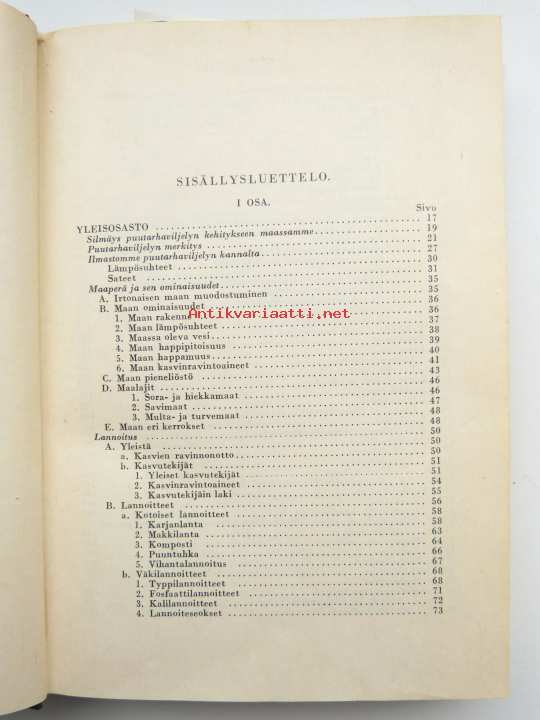 SISÄLLYSLUETTELO.
I OSA.
Sivu
YLEISOSASTO 17
Silmäys puutarhaviljelyn kehitykseen maassamme 19
Puutarhaviljelyn merkitys 21
Ilmastomme puutarhaviljelyn kannalta 27
Lämpösuhteet 30
Sateet 31
Maaperä ja sen ominaisuudet 35
A. Irtonaisen maan muodostuminen 35
B. Maan ominaisuudet 36
1. Maan rakenne 36
2. Maan lämpösuhteet 37
3. Maassa oleva vesi 38
4. Maan happipitoisuus 39
5. Maan happamuus 40
6. Maan kasvinravintoaineet 41
C. Maan pieneliöstö 43
D. Maalajit 46
1. Sora- ja hiekkamaat 46
2. Savimaat 47
3. Multa- ja turvemaat 48
E. Maan eri kerrokset 48
Lannoitus 50
A. Yleistä 50
a. Kasvien ravinnonotto 50
b. Kasvutekijät 51
1. Yleiset kasvutekijät 51
2. Kasvinravintoaineet 54
3. Kasvutekijäin laki 55
B. Lannoitteet 56
a. Kotoiset lannoitteet 58
1. Karjanlanta 58
2. Makkilanta 63
3. Komposti 64
4. Puuntuhka 66
5. Vihantalannoitus 67
b. Väkilannoitteet 68
1. Typpilannoitteet 68
2. Fosfaattilannoitteet 71
3. Kalilannoitteet 72
4. Lannoiteseokset 73
Antikvariaatti.net